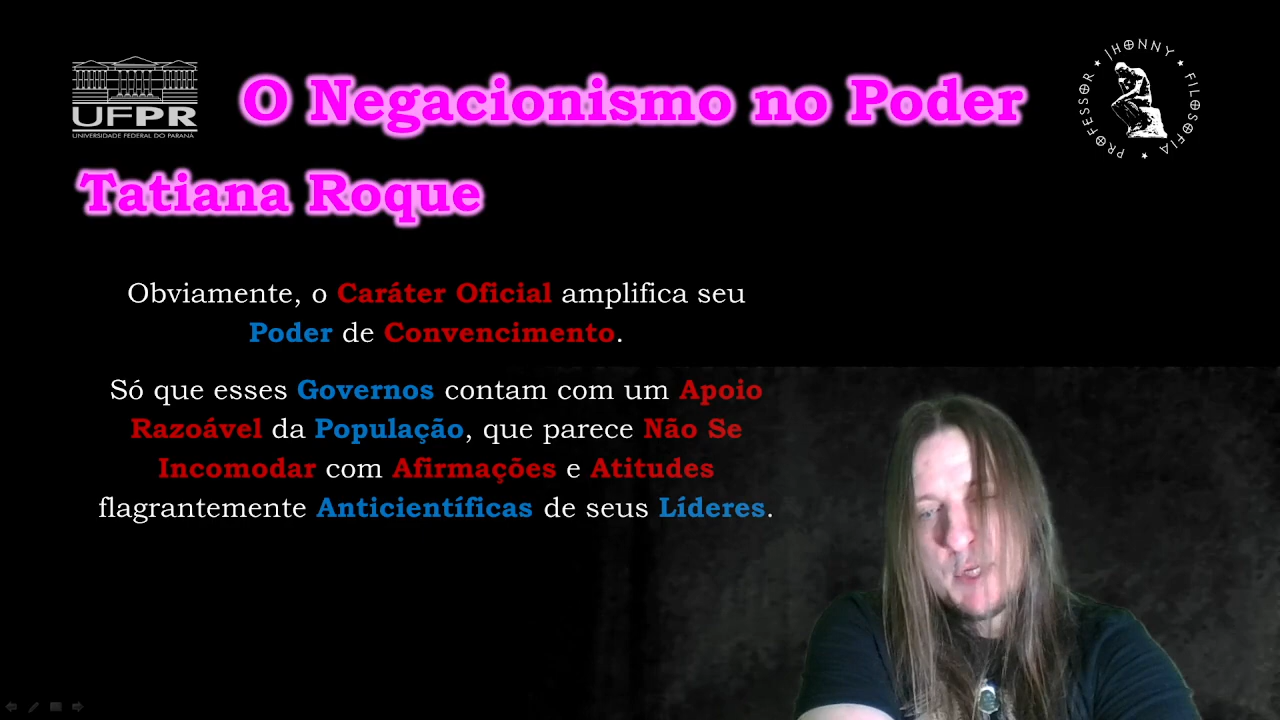 UFPR
UNIVERSIDADE FEDERAL DO PARANÁ
O Negacionismo no Poder
PROFESSOR ★ JHONNY ★ FILOSOFIA ★
Tatiana Roque
Obviamente, o Caráter Oficial amplifica seu
Poder de Convencimento.
Só que esses Governos contam com um Apoio
Razoável da População, que parece Não Se
Incomodar com Afirmações e Atitudes
flagrantemente Anticientíficas de seus Líderes.